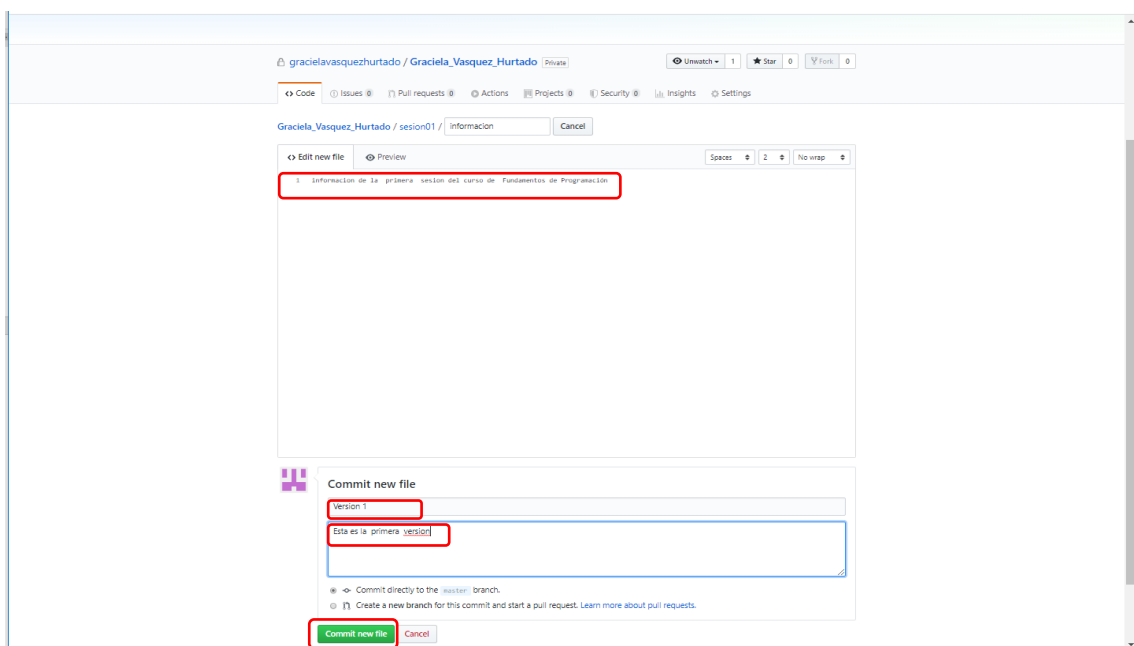 gracielavasquezhurtado / Graciela_Vasquez_Hurtado Private Unwatch 1 Star 0 Fork 0
Code Issues 0 Pull requests 0 Actions Projects 0 Security 0 Insights Settings
Graciela_Vasquez_Hurtado / sesion01 / informacion Cancel
Edit new file Preview Spaces 2 No wrap
1 informacion de la primera sesion del curso de Fundamentos de Programación
Commit new file
Version 1
Esta es la primera version
Commit directly to the master branch.
Create a new branch for this commit and start a pull request. Learn more about pull requests.
Commit new file Cancel